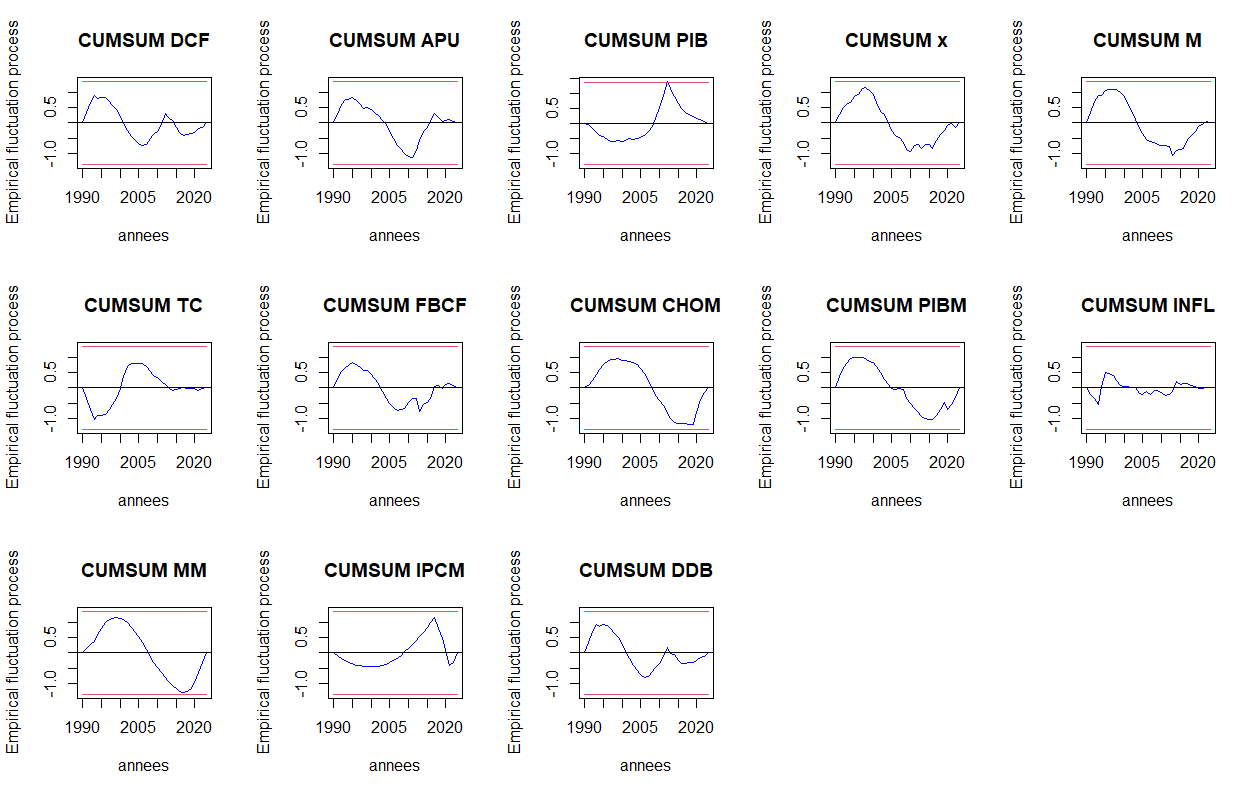 CUMSUM DCF
Empirical fluctuation process
0.5
-1.0
1990 2005 2020
annees
CUMSUM APU
Empirical fluctuation process
0.5
-1.0
1990 2005 2020
annees
CUMSUM PIB
Empirical fluctuation process
0.5
-1.0
1990 2005 2020
annees
CUMSUM x
Empirical fluctuation process
0.5
-1.0
1990 2005 2020
annees
CUMSUM M
Empirical fluctuation process
0.5
-1.0
1990 2005 2020
annees
CUMSUM TC
Empirical fluctuation process
0.5
-1.0
1990 2005 2020
annees
CUMSUM FBCF
Empirical fluctuation process
0.5
-1.0
1990 2005 2020
annees
CUMSUM CHOM
Empirical fluctuation process
0.5
-1.0
1990 2005 2020
annees
CUMSUM PIBM
Empirical fluctuation process
0.5
-1.0
1990 2005 2020
annees
CUMSUM INFL
Empirical fluctuation process
0.5
-1.0
1990 2005 2020
annees
CUMSUM MM
Empirical fluctuation process
0.5
-1.0
1990 2005 2020
annees
CUMSUM IPCM
Empirical fluctuation process
0.5
-1.0
1990 2005 2020
annees
CUMSUM DDB
Empirical fluctuation process
0.5
-1.0
1990 2005 2020
annees